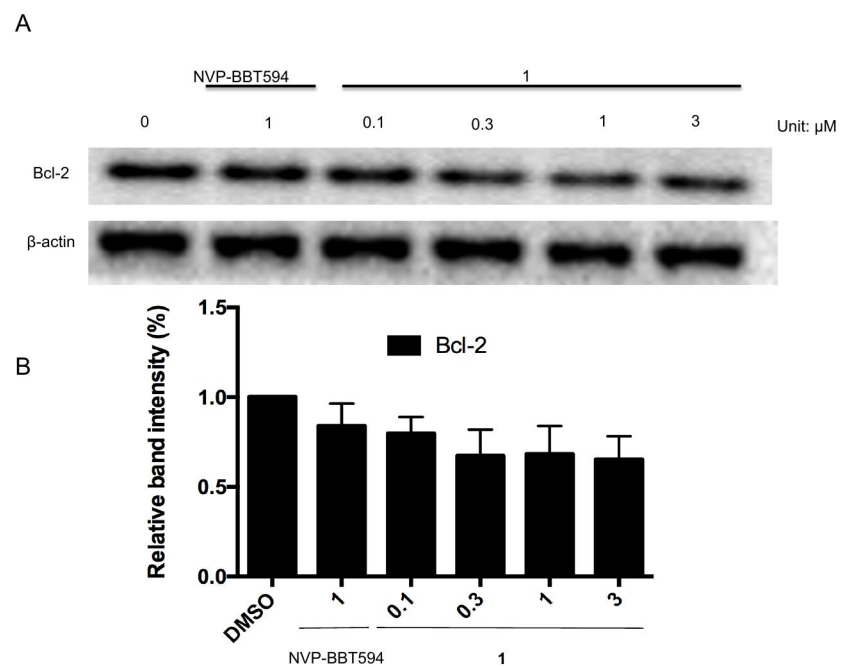 A
NVP-BBT594 1
0 1 0.1 0.3 1 3 Unit: µM
Bcl-2
β-actin
B
Relative band intensity (%)
1.5
1.0
0.5
0.0
Bcl-2
DMSO 1 0.1 0.3 1 3
NVP-BBT594 1